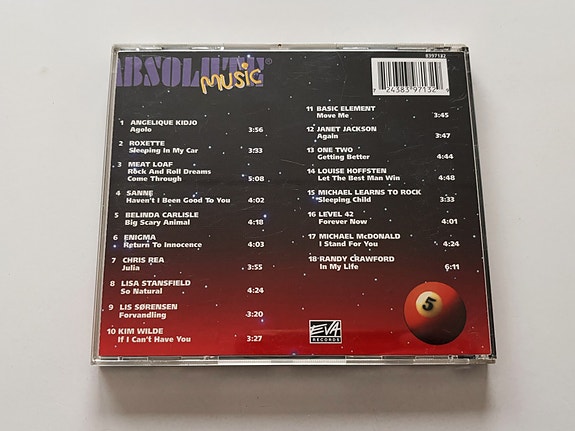 ABSOLUTE®
MUSIC
8397132
7 24383 97132 9
1 ANGELIQUE KIDJO
Agolo 3:56
2 ROXETTE
Sleeping In My Car 3:33
3 MEAT LOAF
Rock And Roll Dreams
Come Through 5:08
4 SANNE
Haven't I Been Good To You 4:02
5 BELINDA CARLISLE
Big Scary Animal 4:18
6 ENIGMA
Return To Innocence 4:03
7 CHRIS REA
Julia 3:55
8 LISA STANSFIELD
So Natural 4:24
9 LIS SØRENSEN
Forvandling 3:20
10 KIM WILDE
If I Can't Have You 3:27
11 BASIC ELEMENT
Move Me 3:45
12 JANET JACKSON
Again 3:47
13 ONE TWO
Getting Better 4:44
14 LOUISE HOFFSTEN
Let The Best Man Win 4:48
15 MICHAEL LEARNS TO ROCK
Sleeping Child 3:33
16 LEVEL 42
Forever Now 4:01
17 MICHAEL McDONALD
I Stand For You 4:24
18 RANDY CRAWFORD
In My Life 6:11
5
EVA
RECORDS